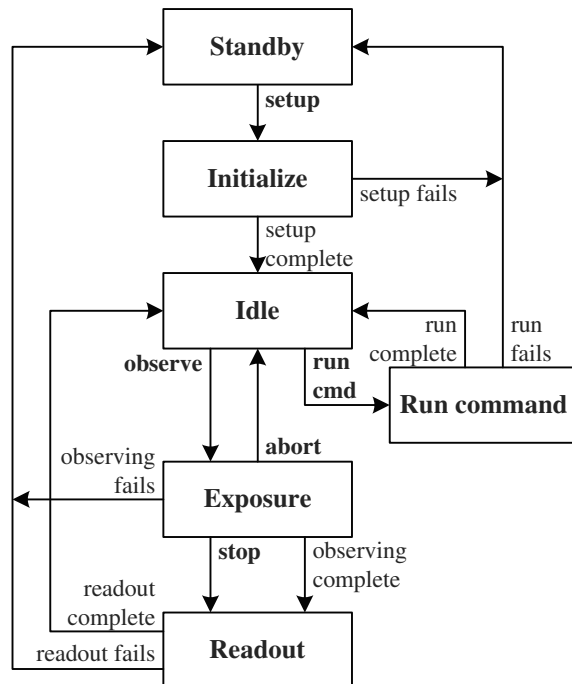 Standby
setup
Initialize
setup fails
setup
complete
Idle
observe
run
cmd
run
complete
run
fails
Run command
abort
observing
fails
Exposure
stop
observing
complete
readout
complete
readout fails
Readout